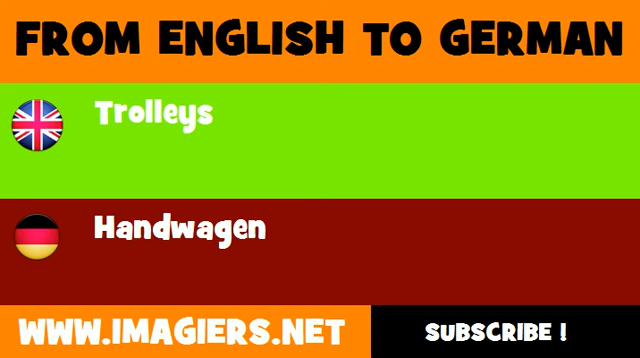 FROM ENGLISH TO GERMAN
Trolleys
Handwagen
WWW.IMAGIERS.NET
SUBSCRIBE !